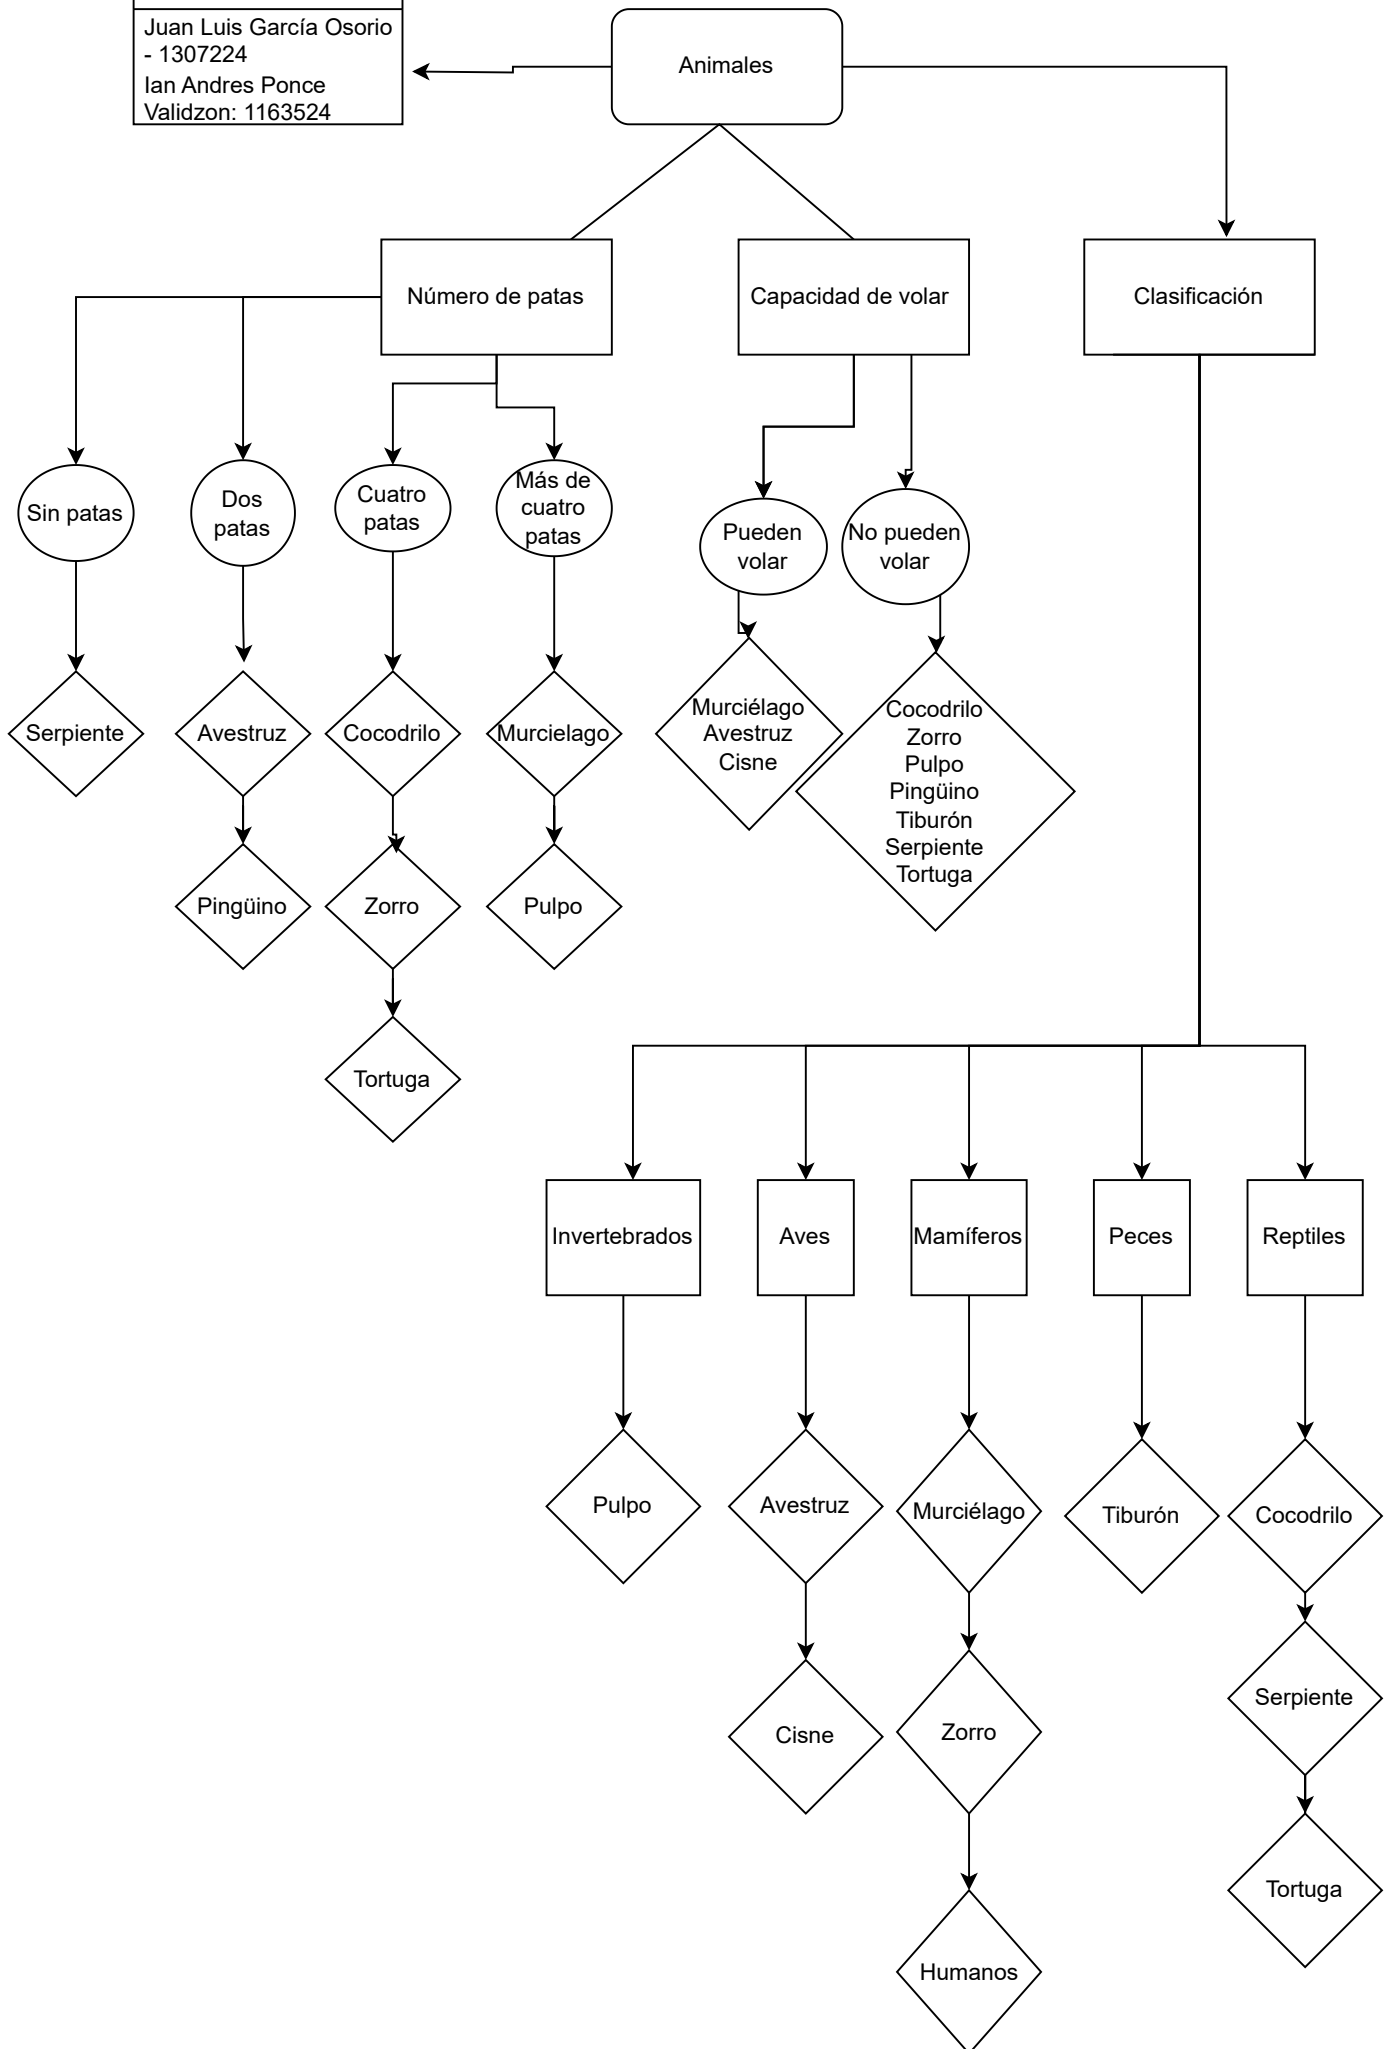 Juan Luis García Osorio
- 1307224
Ian Andres Ponce
Validzon: 1163524
Animales
Número de patas
Capacidad de volar
Clasificación
Sin patas
Dos
patas
Cuatro
patas
Más de
cuatro
patas
Pueden
volar
No pueden
volar
Serpiente
Avestruz
Cocodrilo
Murcielago
Murciélago
Avestruz
Cisne
Cocodrilo
Zorro
Pulpo
Pingüino
Tiburón
Serpiente
Tortuga
Pingüino
Zorro
Pulpo
Tortuga
Invertebrados
Aves
Mamíferos
Peces
Reptiles
Pulpo
Avestruz
Murciélago
Tiburón
Cocodrilo
Serpiente
Cisne
Zorro
Tortuga
Humanos